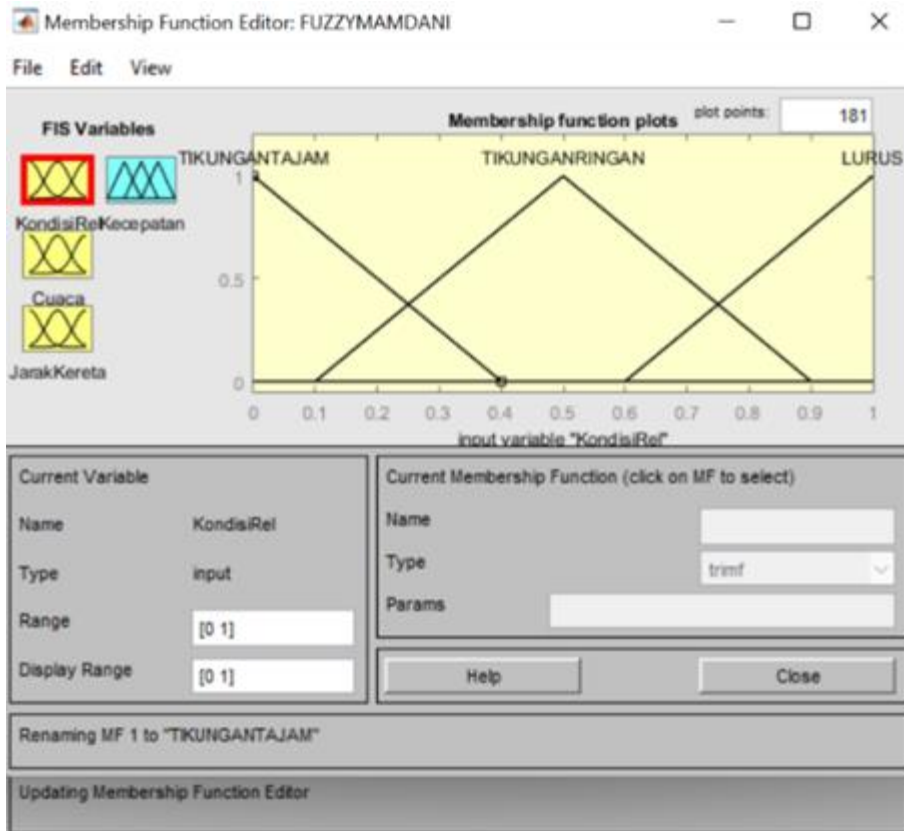 Membership Function Editor: FUZZYMAMDANI
File Edit View
FIS Variables
KondisiRel
Kecepatan
Cuaca
JarakKereta
Membership function plots
plot points: 181
TIKUNGANTAJAM TIKUNGANRINGAN LURUS
1
0.5
0
0 0.1 0.2 0.3 0.4 0.5 0.6 0.7 0.8 0.9 1
input variable "KondisiRel"
Current Variable
Name KondisiRel
Type input
Range [0 1]
Display Range [0 1]
Current Membership Function (click on MF to select)
Name
Type trimf
Params
Help Close
Renaming MF 1 to "TIKUNGANTAJAM"
Updating Membership Function Editor